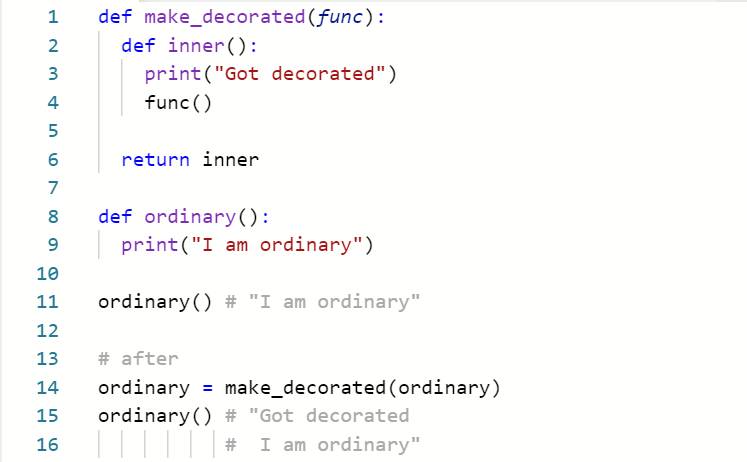 1 def make_decorated(func):
2   def inner():
3     print("Got decorated")
4     func()
5
6   return inner
7
8 def ordinary():
9   print("I am ordinary")
10
11 ordinary() # "I am ordinary"
12
13 # after
14 ordinary = make_decorated(ordinary)
15 ordinary() # "Got decorated
16            #  I am ordinary"